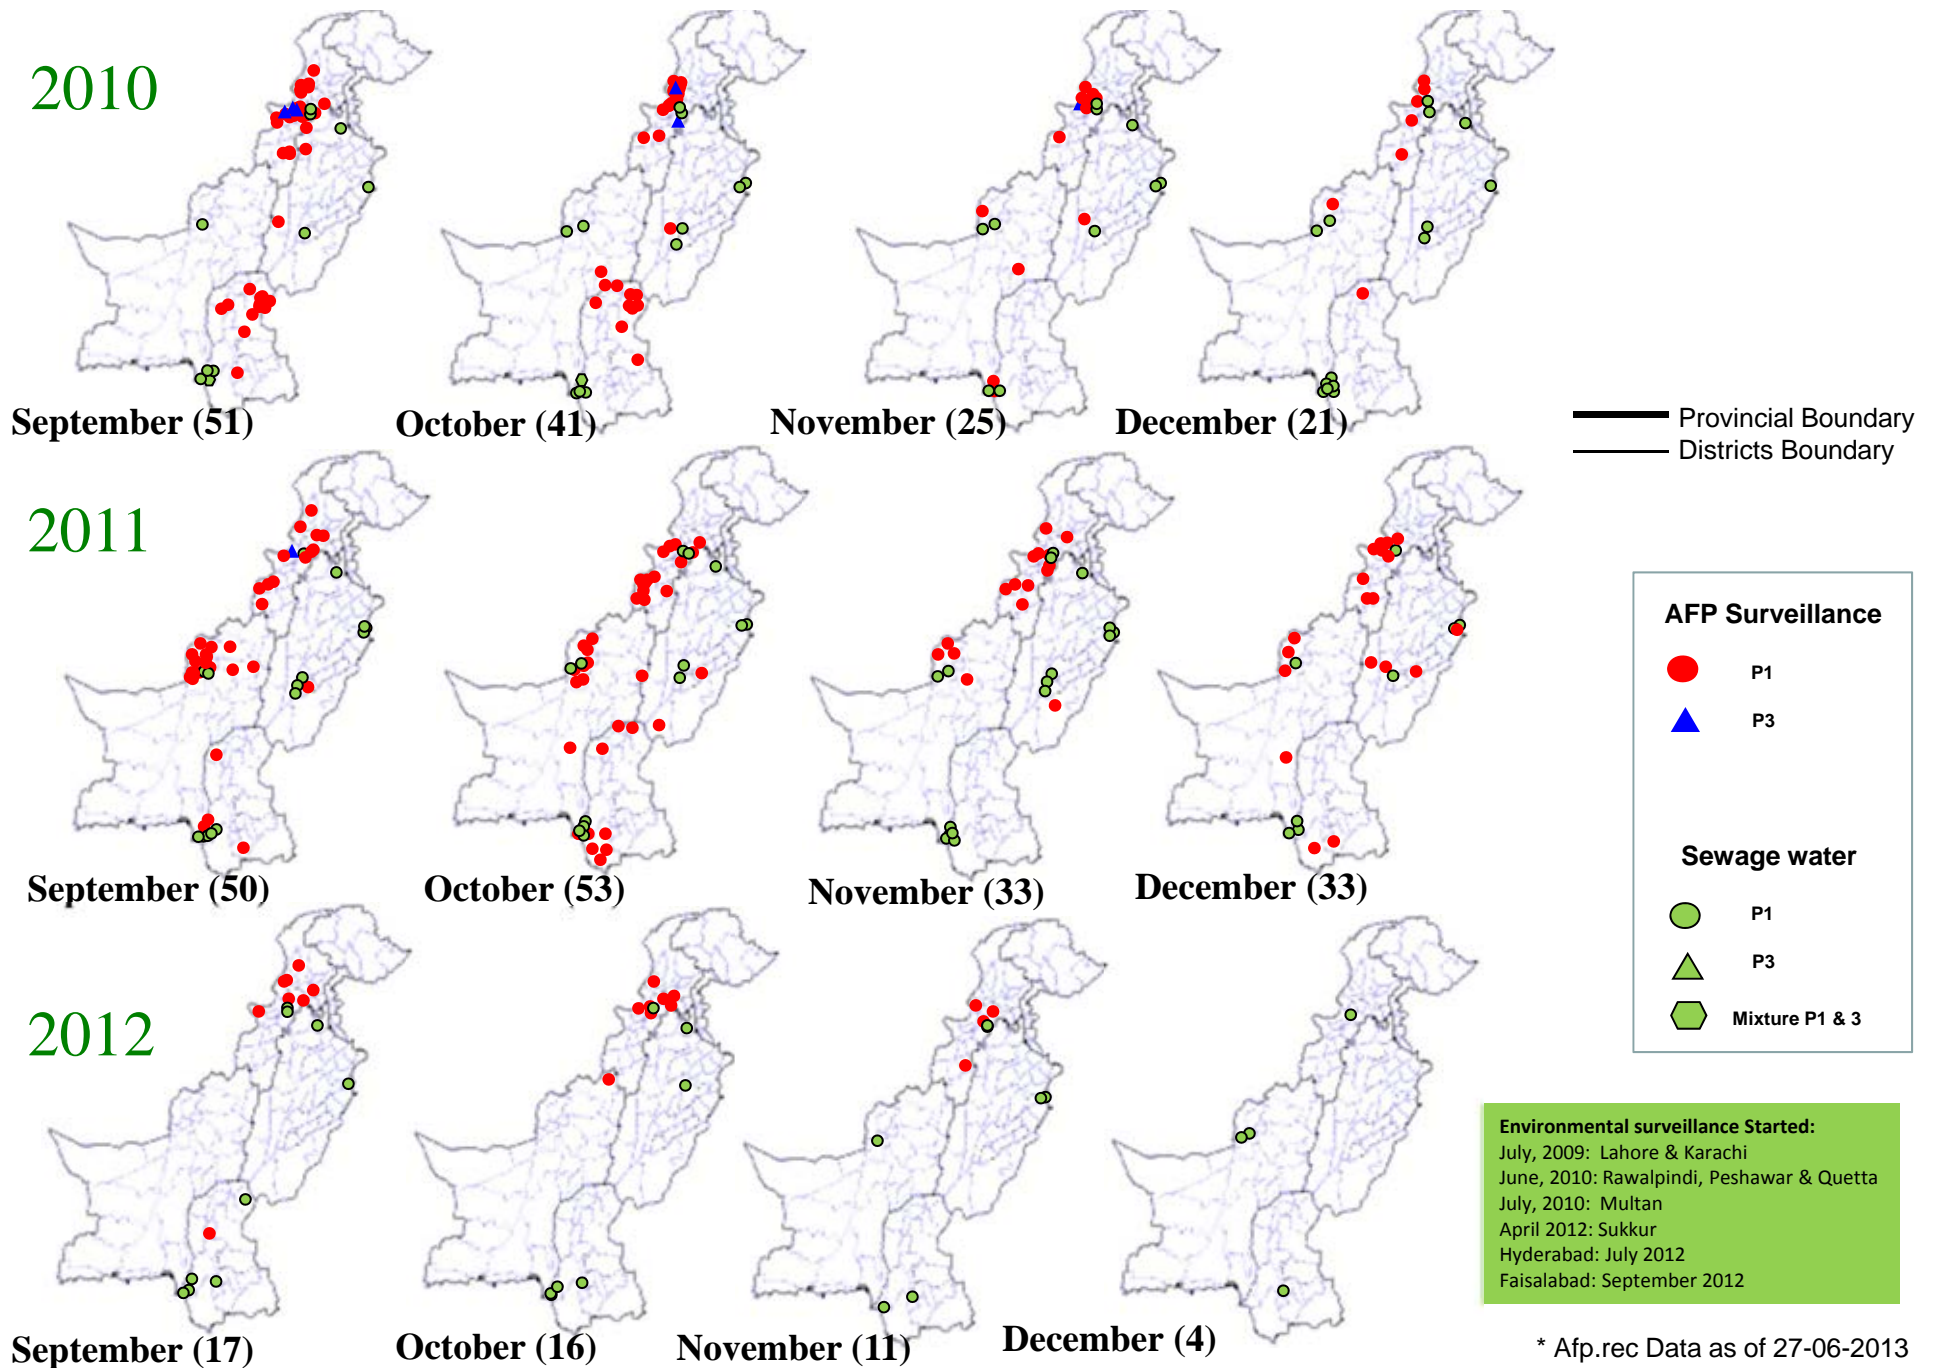 2010
September (51)
October (41)
November (25)
December (21)
Provincial Boundary
Districts Boundary
2011
September (50)
October (53)
November (33)
December (33)
AFP Surveillance
P1
P3
Sewage water
P1
P3
Mixture P1 & 3
2012
September (17)
October (16)
November (11)
December (4)
Environmental surveillance Started:
July, 2009: Lahore & Karachi
June, 2010: Rawalpindi, Peshawar & Quetta
July, 2010: Multan
April 2012: Sukkur
Hyderabad: July 2012
Faisalabad: September 2012
* Afp.rec Data as of 27-06-2013